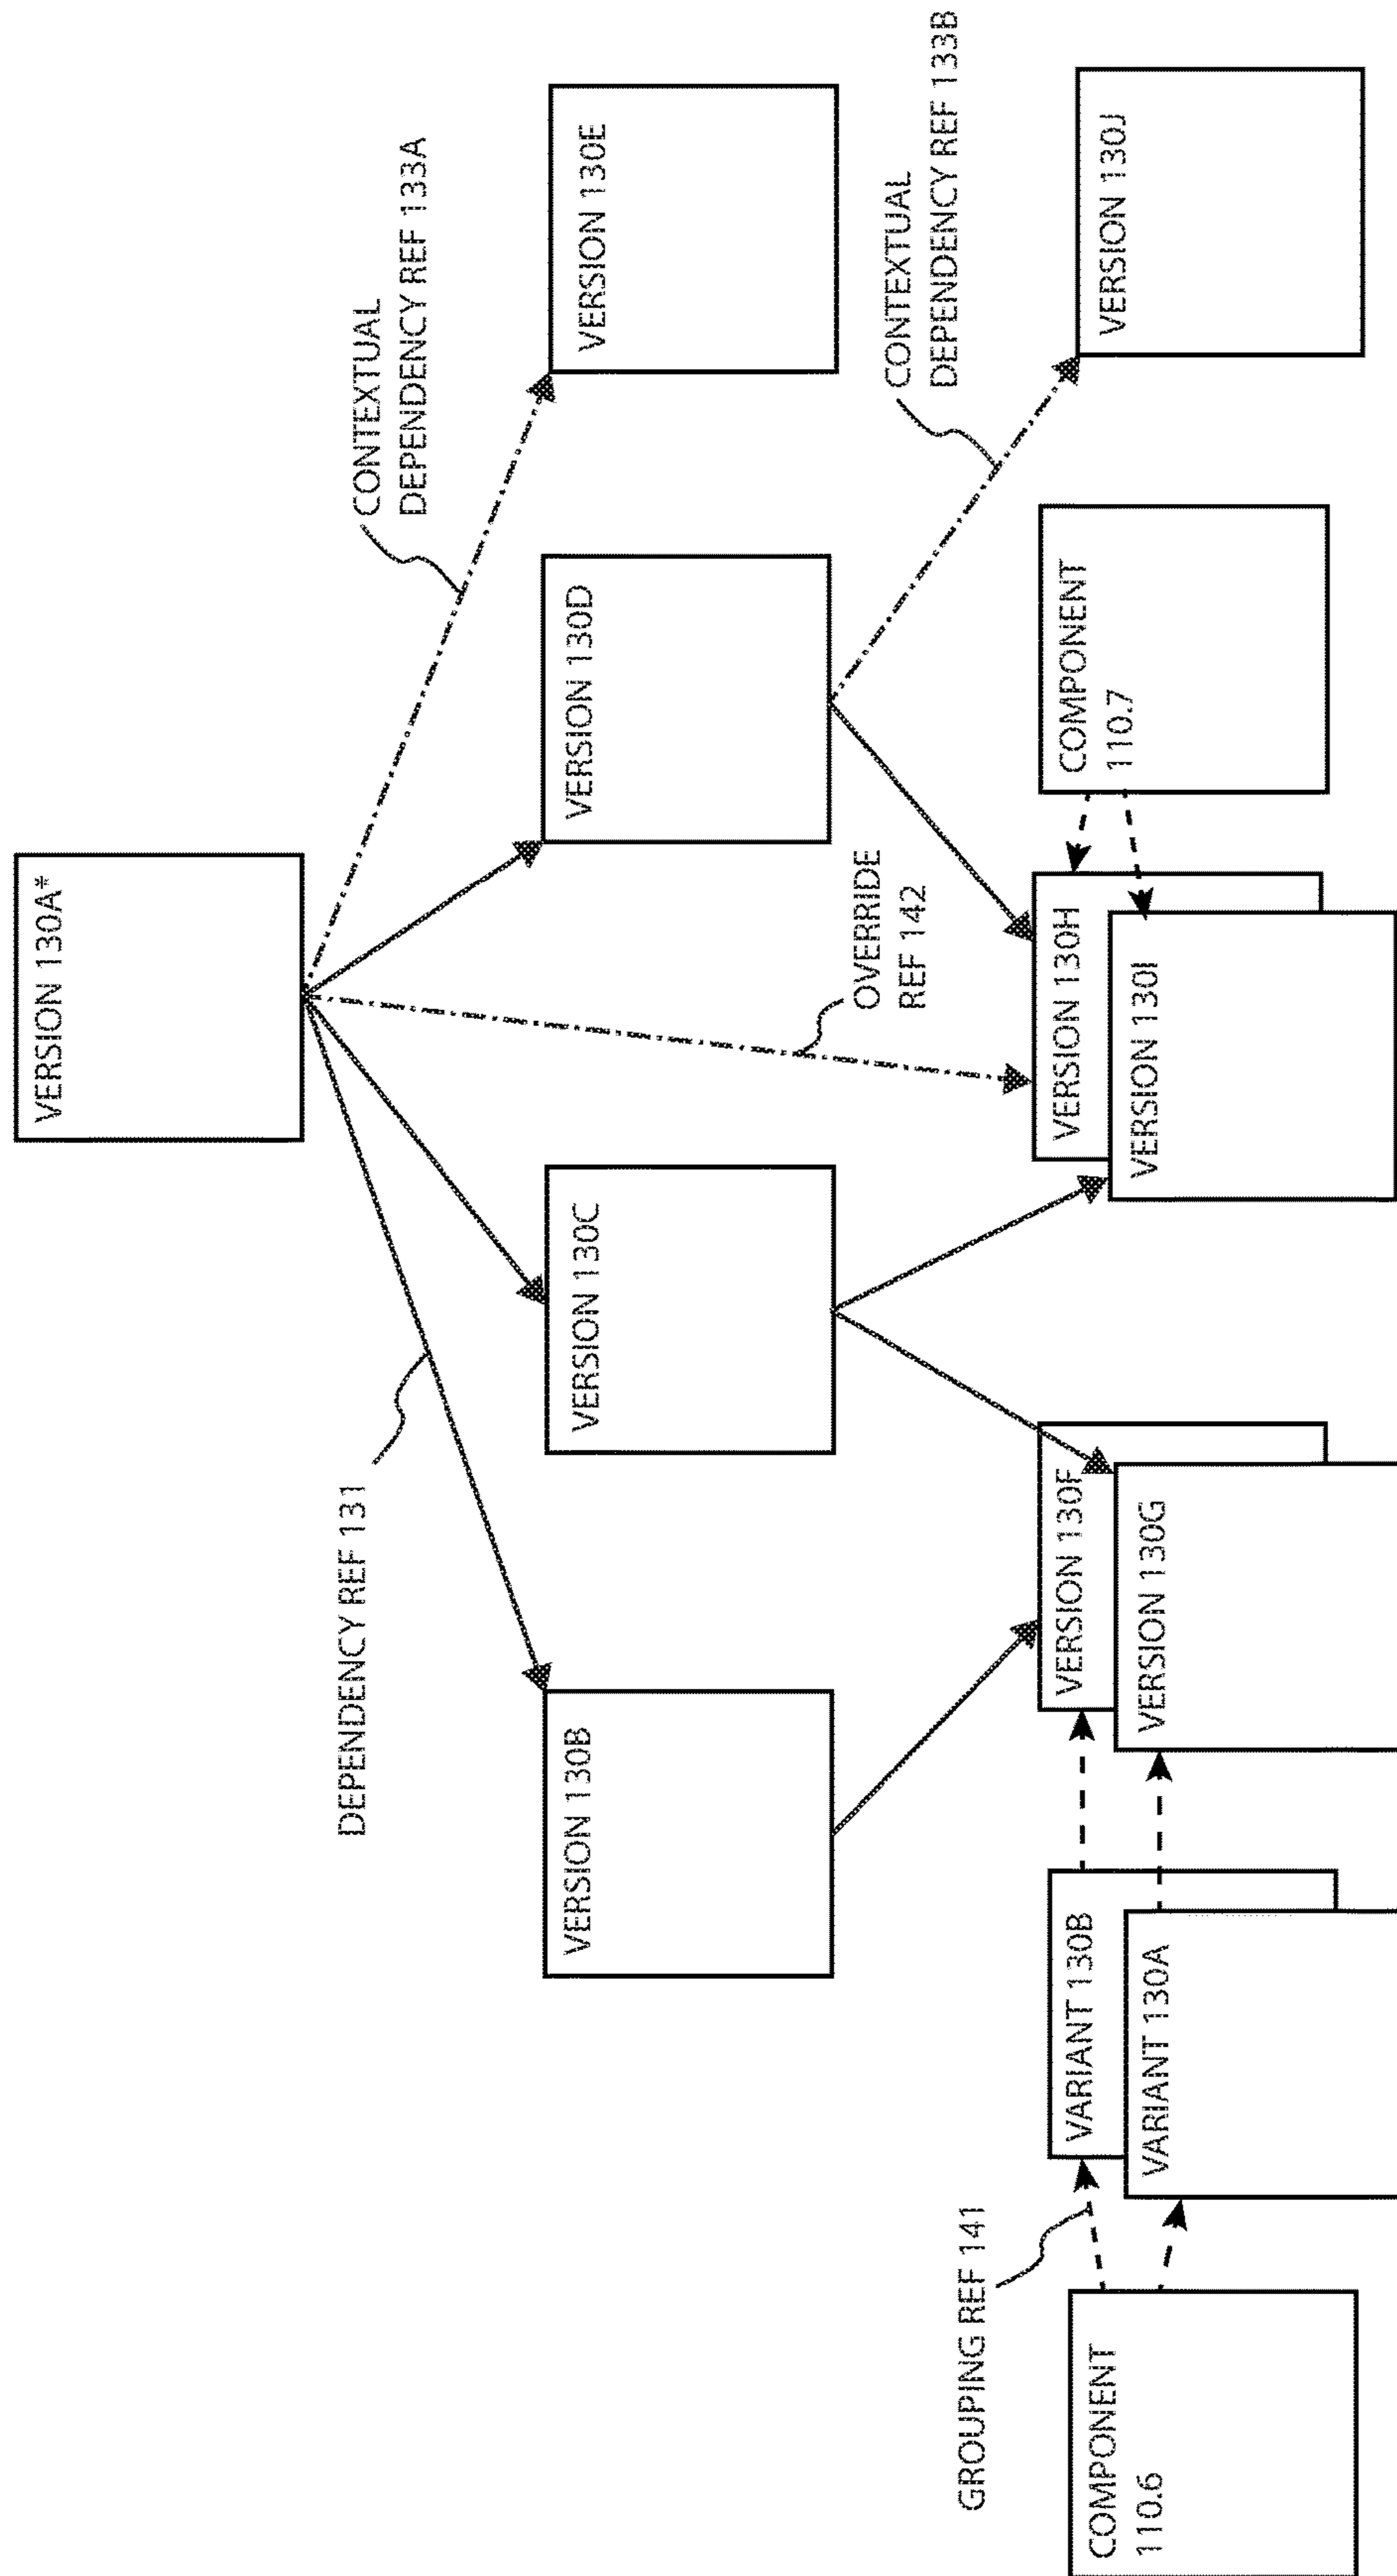 VERSION 130A*
CONTEXTUAL
DEPENDENCY REF 133A
DEPENDENCY REF 131
VERSION 130B
VERSION 130C
VERSION 130D
VERSION 130E
OVERRIDE
REF 142
CONTEXTUAL
DEPENDENCY REF 133B
GROUPING REF 141
COMPONENT
110.6
VARIANT 130B
VARIANT 130A
VERSION 130F
VERSION 130G
VERSION 130H
VERSION 130I
COMPONENT
110.7
VERSION 130J